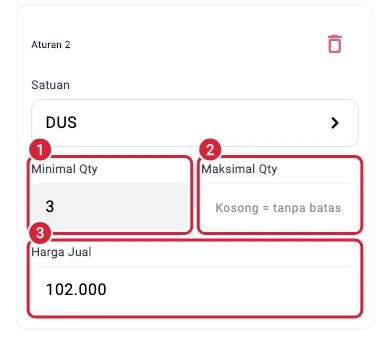 Aturan 2
Satuan
DUS
1 2
Minimal Qty Maksimal Qty
3 Kosong = tanpa batas
3
Harga Jual
102.000